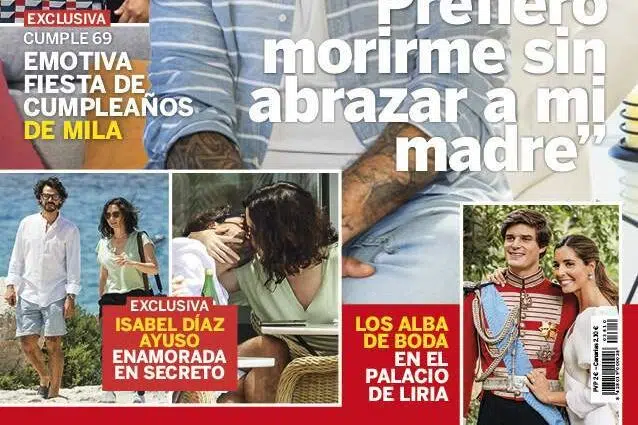 EXCLUSIVA
CUMPLE 69
EMOTIVA
FIESTA DE
CUMPLEAÑOS
DE MILA
Prefiero
morirme sin
abrazar a mi
madre”
EXCLUSIVA
ISABEL DÍAZ
AYUSO
ENAMORADA
EN SECRETO
LOS ALBA
DE BODA
EN EL
PALACIO
DE LIRIA